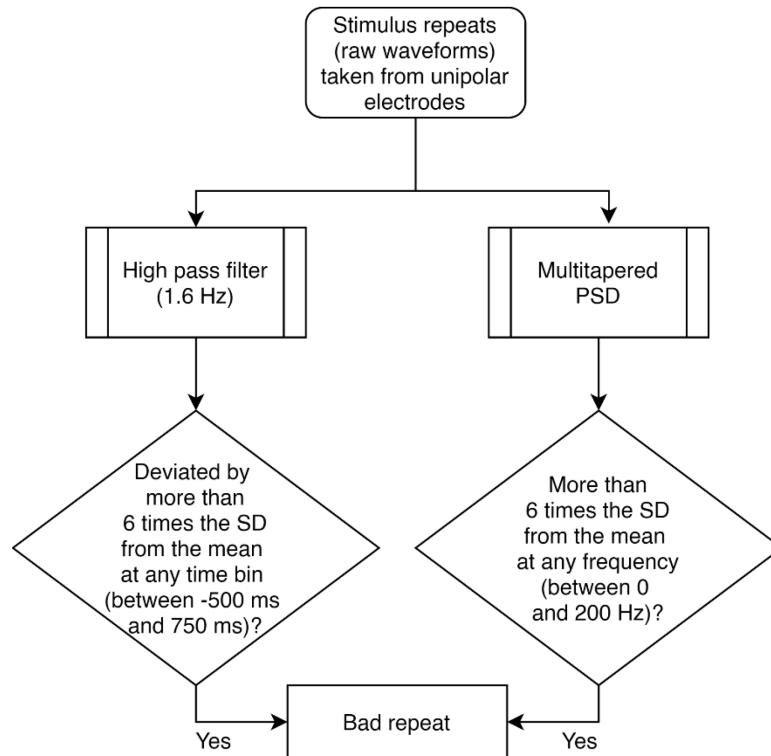 Stimulus repeats
(raw waveforms)
taken from unipolar
electrodes
High pass filter
(1.6 Hz)
Multitapered
PSD
Deviated by
more than
6 times the SD
from the mean
at any time bin
(between -500 ms
and 750 ms)?
More than
6 times the SD
from the mean
at any frequency
(between 0
and 200 Hz)?
Yes
Bad repeat
Yes